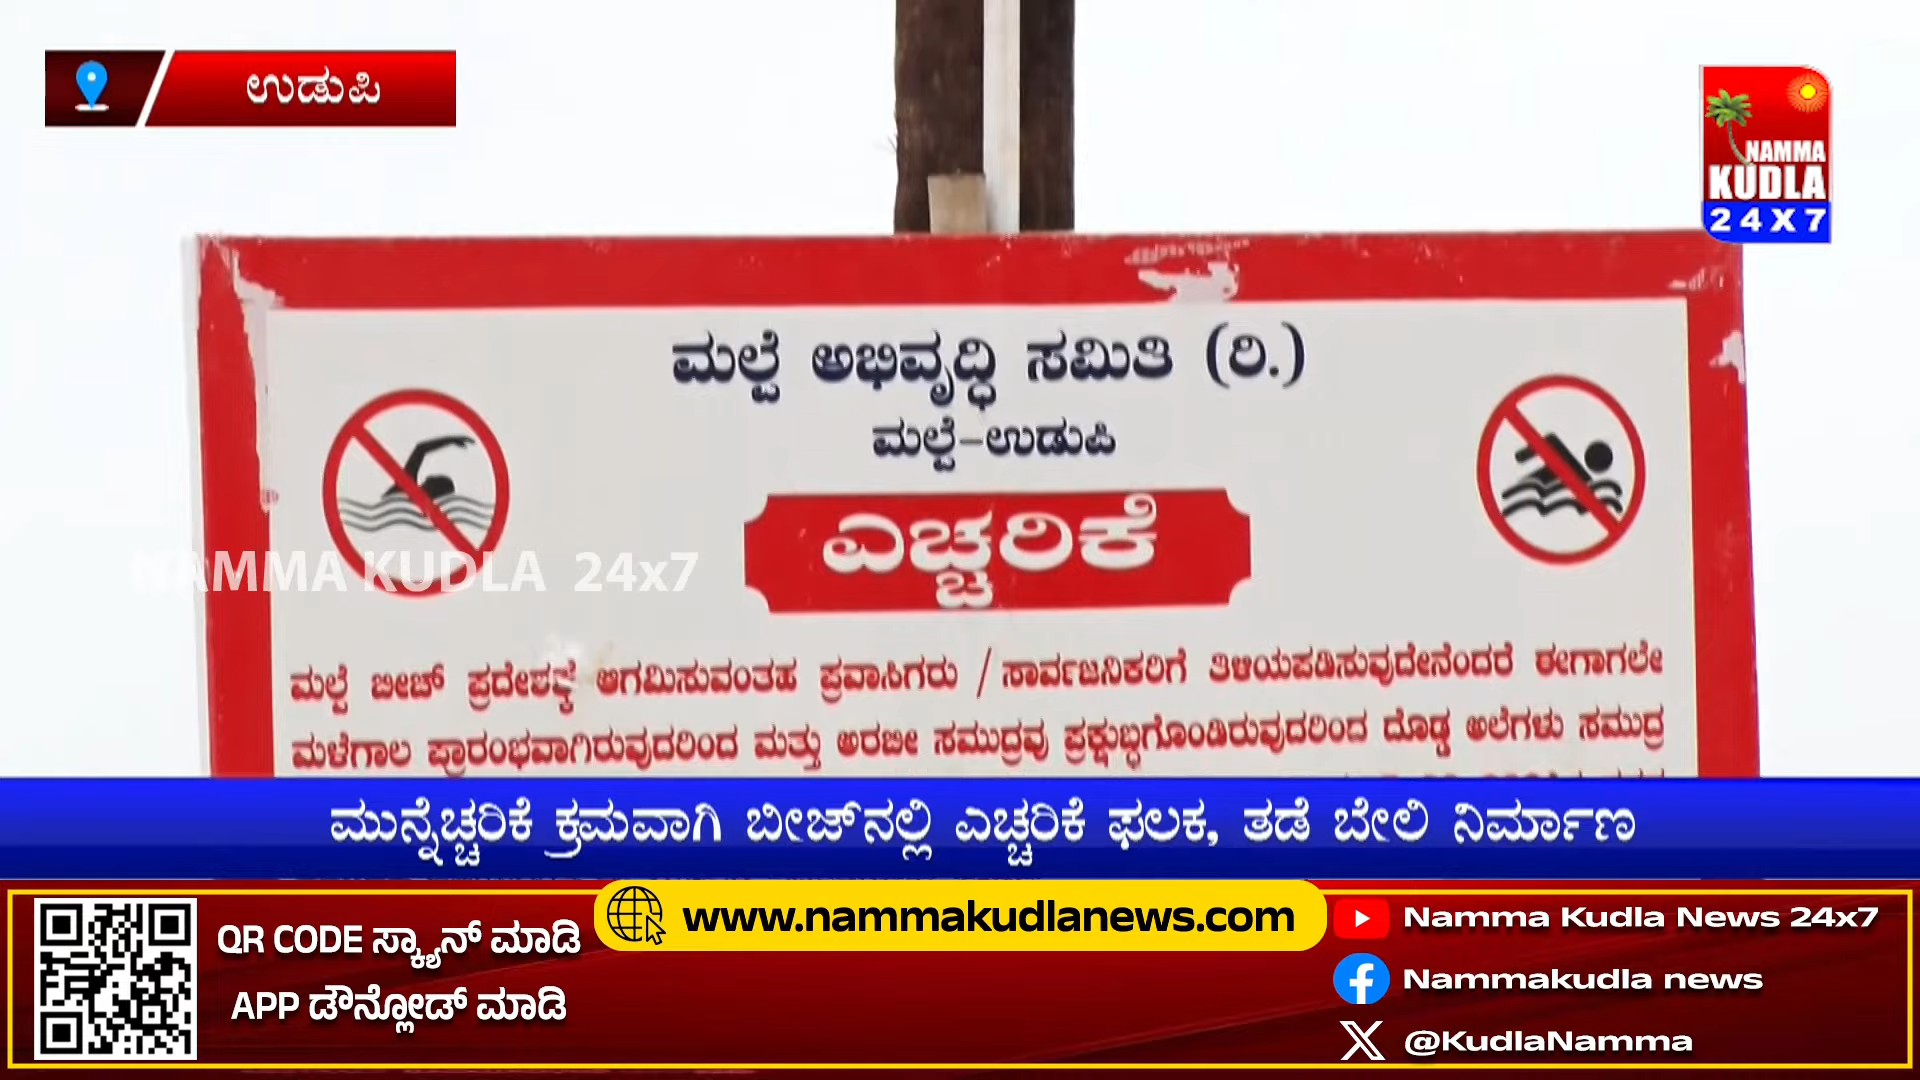 ಉಡುಪಿ
NAMMA
KUDLA
24X7
ಮಲ್ಪೆ ಅಭಿವೃದ್ಧಿ ಸಮಿತಿ (ರಿ.)
ಮಲ್ಪೆ-ಉಡುಪಿ
ಎಚ್ಚರಿಕೆ
NAMMA KUDLA 24x7
ಮಲ್ಪೆ ಬೀಚ್ ಪ್ರದೇಶಕ್ಕೆ ಆಗಮಿಸುವಂತಹ ಪ್ರವಾಸಿಗರು / ಸಾರ್ವಜನಿಕರಿಗೆ ತಿಳಿಯಪಡಿಸುವುದೇನೆಂದರೆ ಈಗಾಗಲೇ
ಮಳೆಗಾಲ ಪ್ರಾರಂಭವಾಗಿರುವುದರಿಂದ ಮತ್ತು ಅರಬೀ ಸಮುದ್ರವು ಪ್ರಕ್ಷುಬ್ಧಗೊಂಡಿರುವುದರಿಂದ ದೊಡ್ಡ ಅಲೆಗಳು ಸಮುದ್ರ
ಮುನ್ನೆಚ್ಚರಿಕೆ ಕ್ರಮವಾಗಿ ಬೀಚ್‌ನಲ್ಲಿ ಎಚ್ಚರಿಕೆ ಫಲಕ, ತಡೆ ಬೇಲಿ ನಿರ್ಮಾಣ
QR CODE ಸ್ಕ್ಯಾನ್ ಮಾಡಿ
APP ಡೌನ್ಲೋಡ್ ಮಾಡಿ
www.nammakudlanews.com
Namma Kudla News 24x7
Nammakudla news
@KudlaNamma